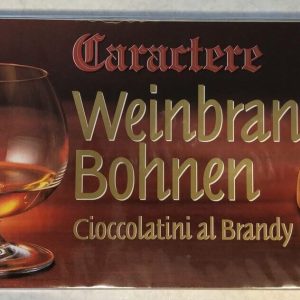 Caractere
Weinbran
Bohnen
Cioccolatini al Brandy